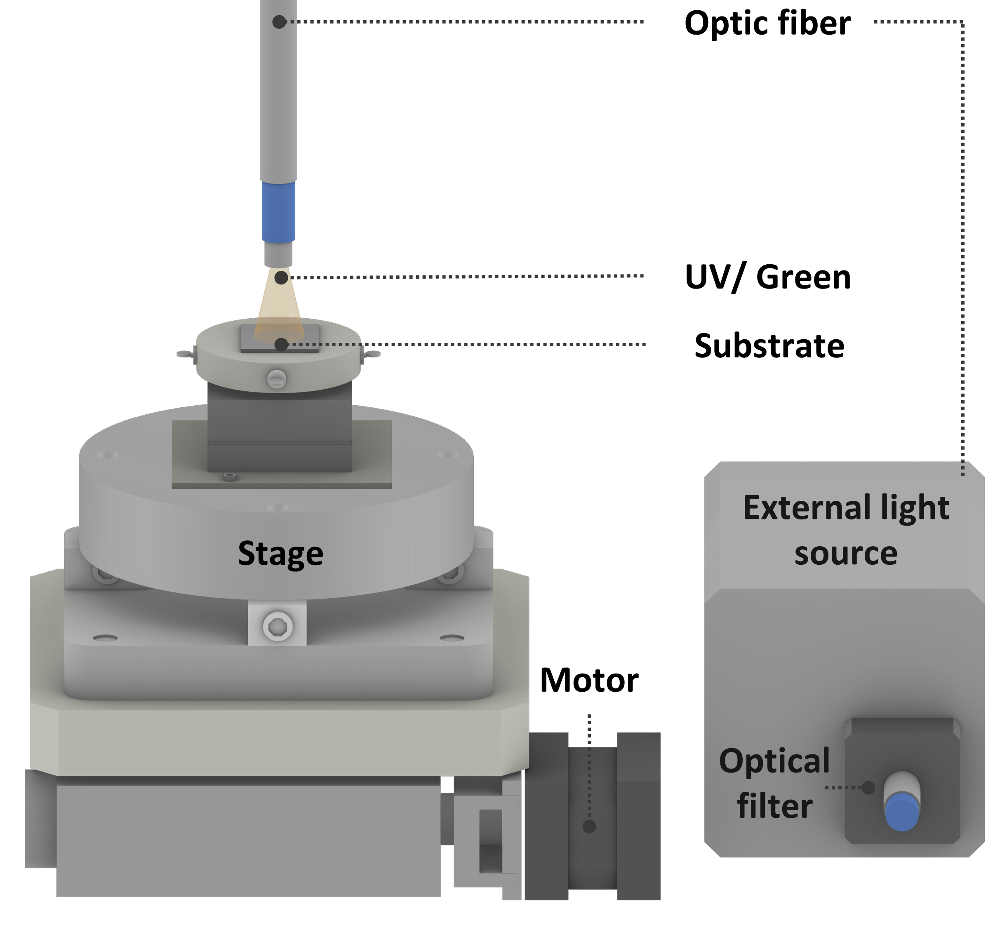 Optic fiber
UV/ Green
Substrate
External light
source
Stage
Motor
Optical
filter